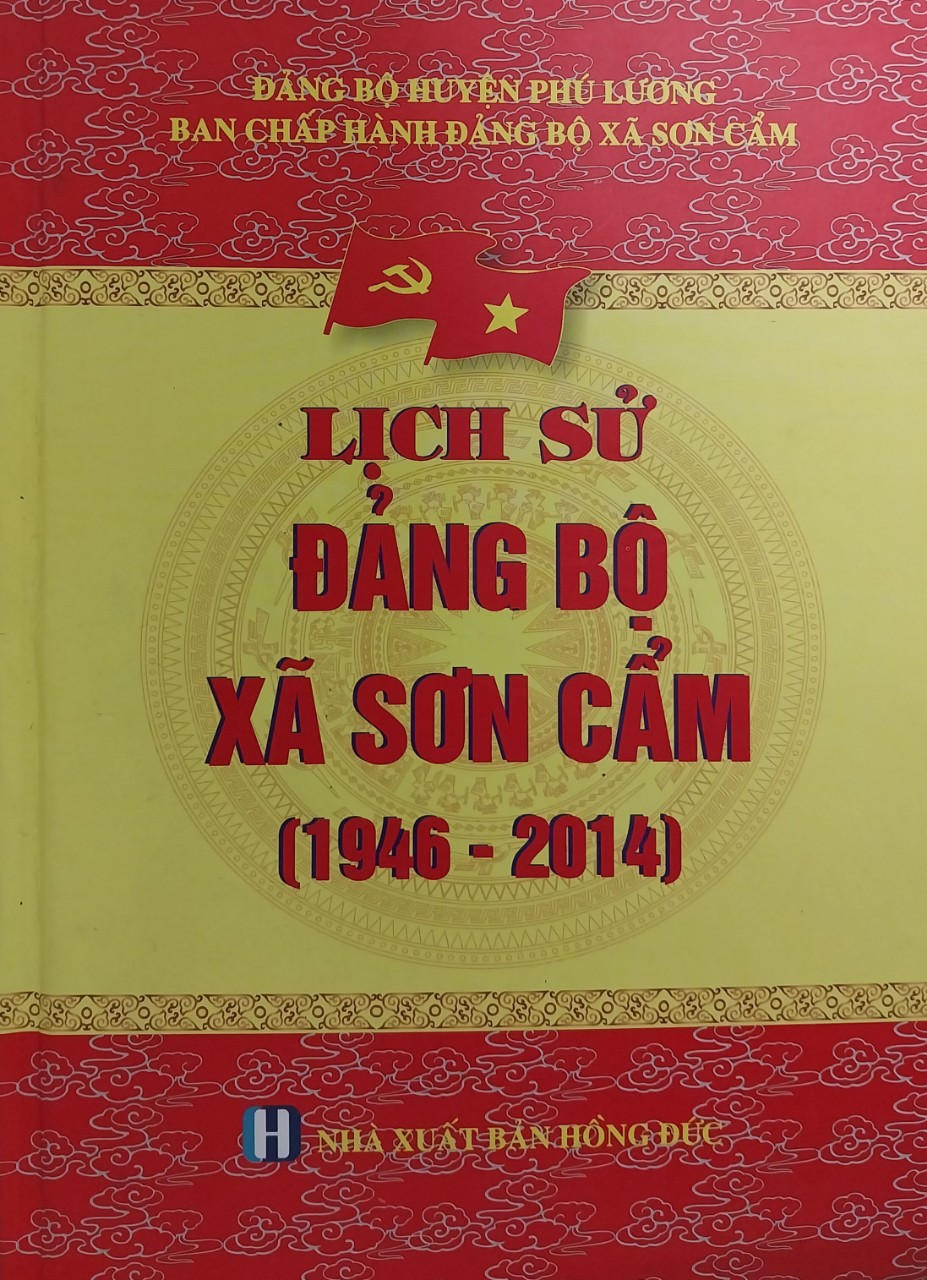 ĐẢNG BỘ HUYỆN PHÚ LƯƠNG
BAN CHẤP HÀNH ĐẢNG BỘ XÃ SƠN CẨM
LỊCH SỬ
ĐẢNG BỘ
XÃ SƠN CẨM
(1946 - 2014)
H NHÀ XUẤT BẢN HỒNG ĐỨC